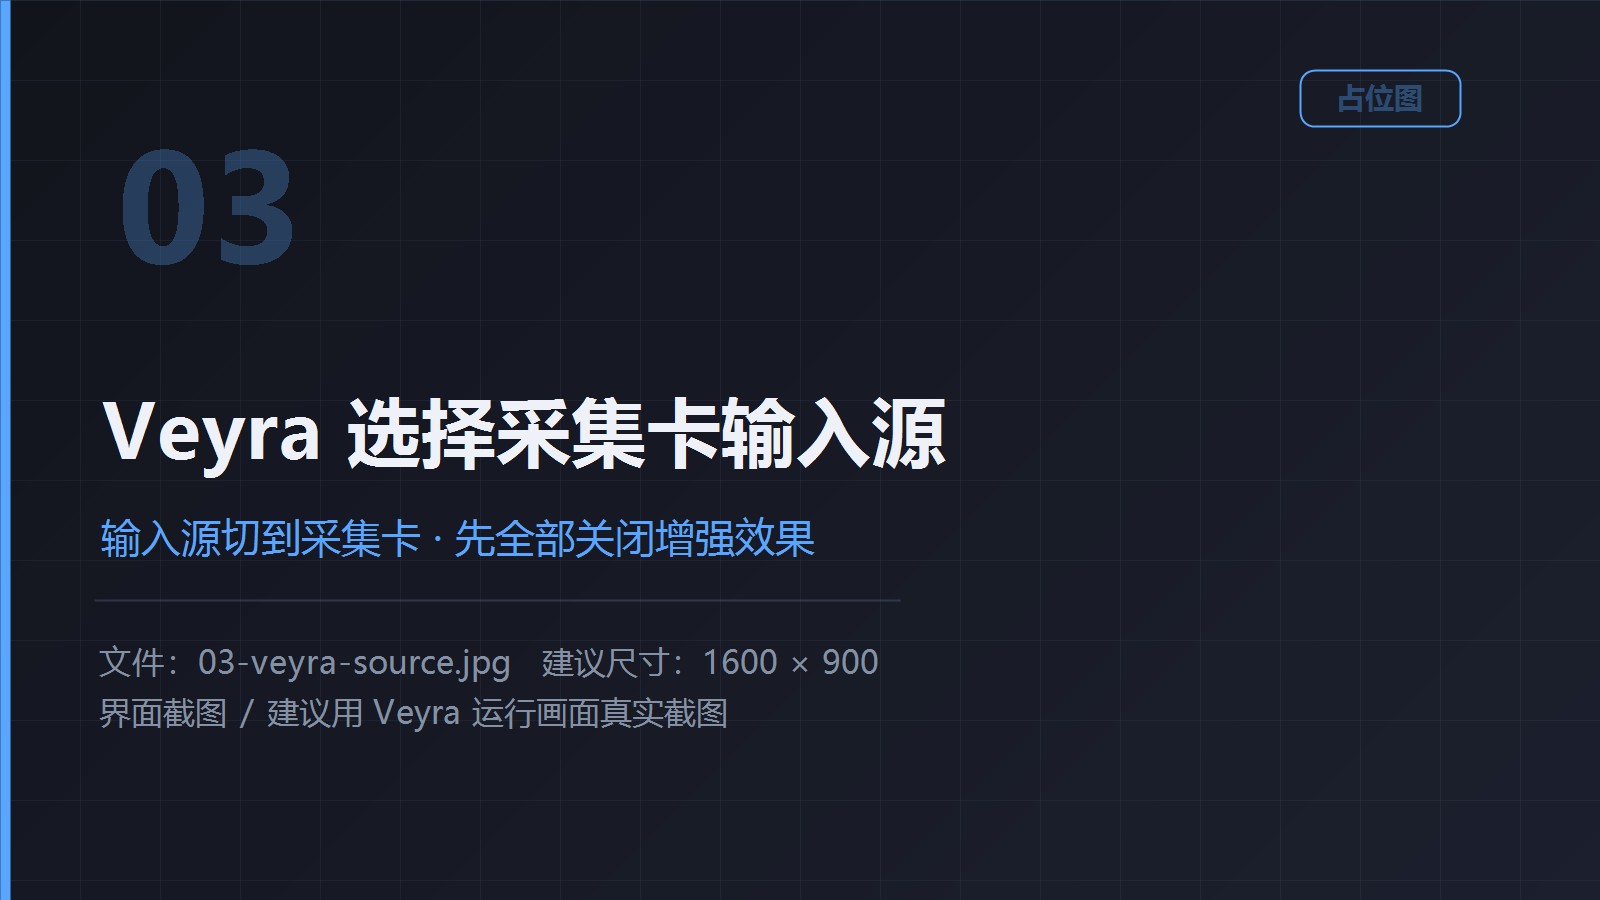 占位图
03
Veyra 选择采集卡输入源
输入源切到采集卡 · 先全部关闭增强效果
文件：03-veyra-source.jpg 建议尺寸：1600 × 900
界面截图 / 建议用 Veyra 运行画面真实截图